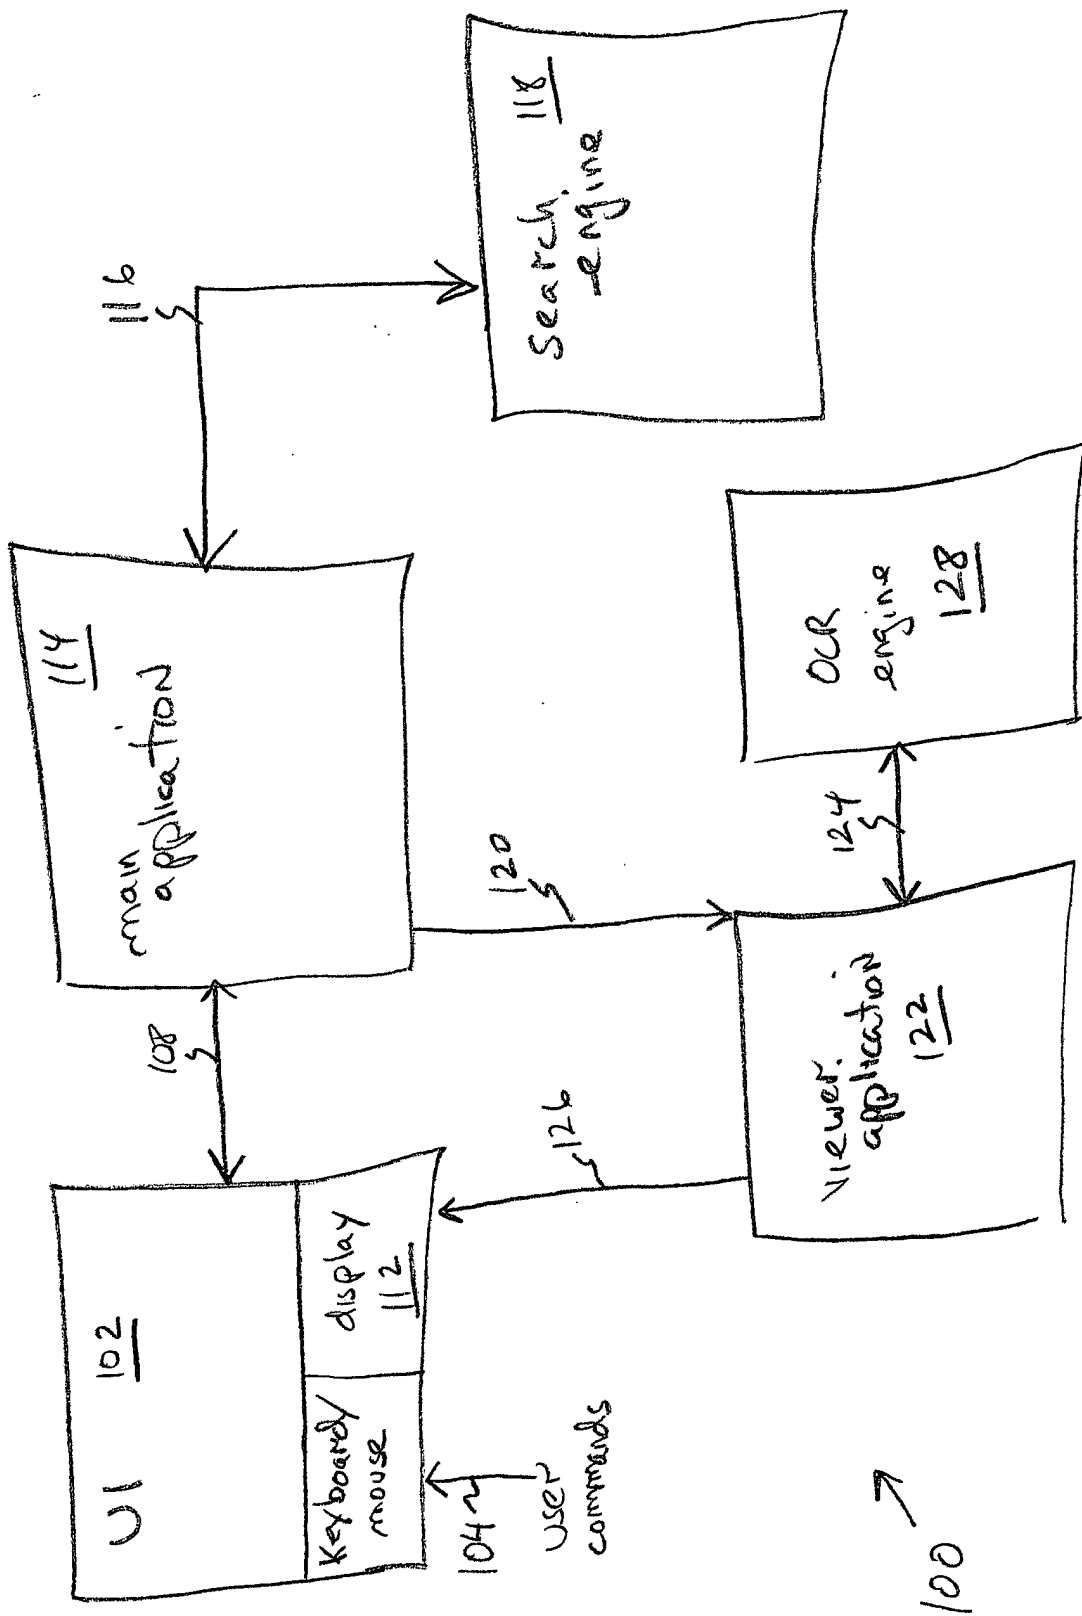 UI 102
Keyboard/
mouse
display
112
104
User
commands
108
main 114
application
116
Search 118
engine
126
120
viewer
application
122
124
OCR
engine
128
100